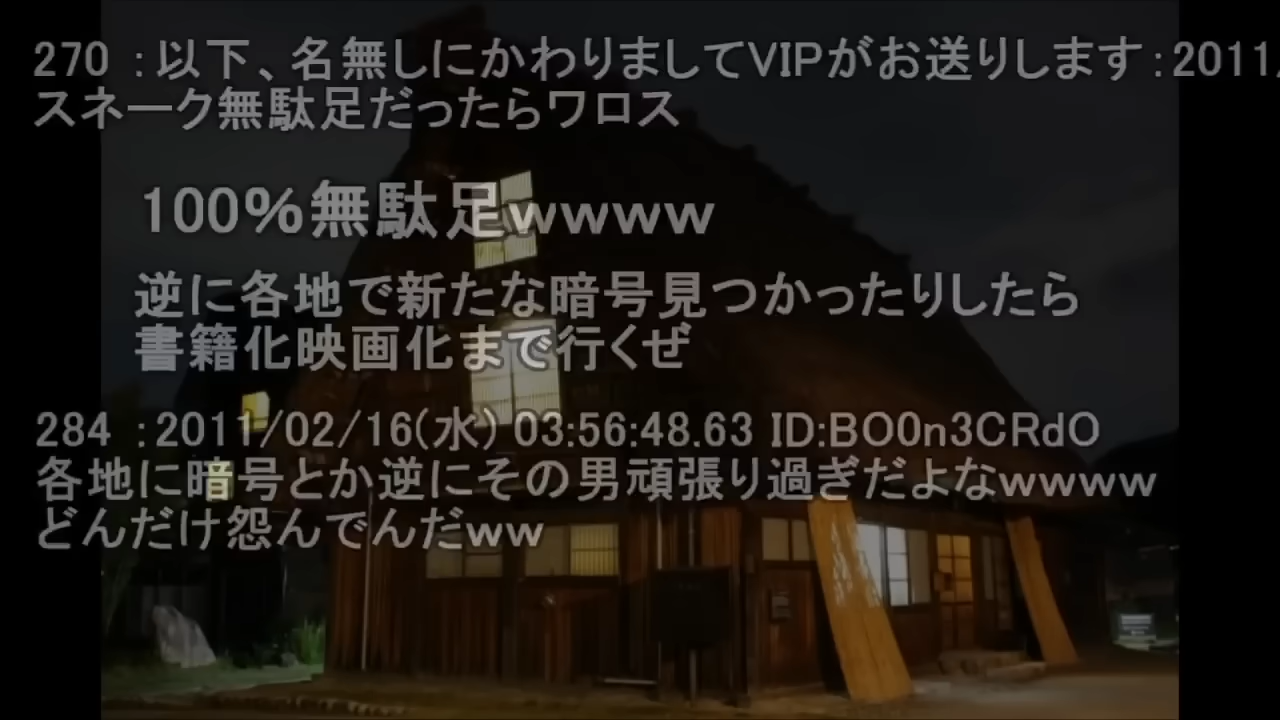 270 ：以下、名無しにかわりましてVIPがお送りします：2011
スネーク無駄足だったらワロス
100％無駄足wwww
逆に各地で新たな暗号見つかったりしたら
書籍化映画化まで行くぜ
284 ：2011/02/16(水) 03:56:48.63 ID:BO0n3CRdO
各地に暗号とか逆にその男頑張り過ぎだよなwwww
どんだけ怨んでんだww